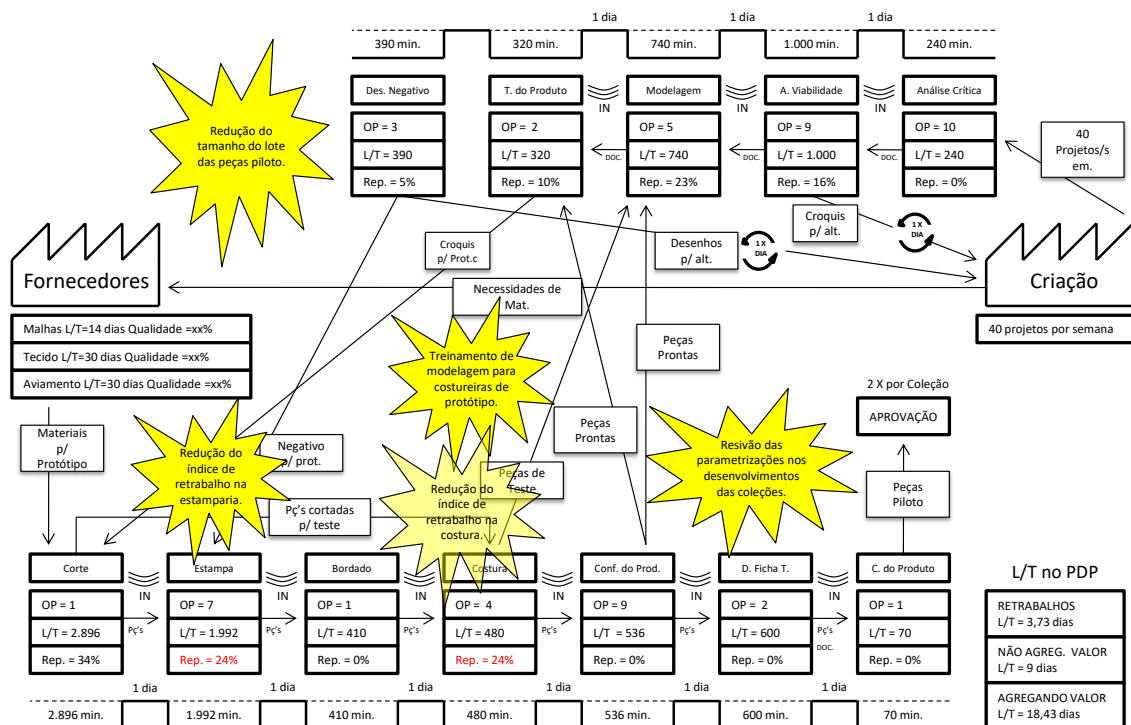 1 dia
1 dia
1 dia
390 min.
320 min.
740 min.
1.000 min.
240 min.
Des. Negativo
T. do Produto
Modelagem
A. Viabilidade
Análise Crítica
IN
IN
IN
OP = 3
OP = 2
OP = 5
OP = 9
OP = 10
L/T = 390
L/T = 320
L/T = 740
L/T = 1.000
L/T = 240
DOC.
DOC.
DOC.
Rep. = 5%
Rep. = 10%
Rep. = 23%
Rep. = 16%
Rep. = 0%
40
Projetos/s
em.
Redução do
tamanho do lote
das peças piloto.
Croquis
p/ alt.
1 X
DIA
Croquis
p/ Prot.c
Desenhos
p/ alt.
1 X
DIA
Fornecedores
Criação
Necessidades de
Mat.
Malhas L/T=14 dias Qualidade =xx%
Tecido L/T=30 dias Qualidade =xx%
Aviamento L/T=30 dias Qualidade =xx%
40 projetos por semana
Peças
Prontas
Treinamento de
modelagem para
costureiras de
protótipo.
2 X por Coleção
APROVAÇÃO
Materiais
p/
Protótipo
Negativo
p/ prot.
Redução do
índice de
retrabalho na
estamparia.
Peças
Prontas
Resivão das
parametrizações nos
desenvolvimentos
das coleções.
Peças de
Teste
Redução do
índice de
retrabalho na
costura.
Peças
Piloto
Pç's cortadas
p/ teste
Corte
Estampa
Bordado
Costura
Conf. do Prod.
D. Ficha T.
C. do Produto
IN
IN
IN
IN
IN
IN
OP = 1
OP = 7
OP = 1
OP = 4
OP = 9
OP = 2
OP = 1
L/T = 2.896
L/T = 1.992
L/T = 410
L/T = 480
L/T = 536
L/T = 600
L/T = 70
Pç's
Pç's
Pç's
Pç's
Pç's
Pç's
DOC.
Rep. = 34%
Rep. = 24%
Rep. = 0%
Rep. = 24%
Rep. = 0%
Rep. = 0%
Rep. = 0%
L/T no PDP
RETRABALHOS
L/T = 3,73 dias
NÃO AGREG. VALOR
L/T = 9 dias
AGREGANDO VALOR
L/T = 18,43 dias
1 dia
1 dia
1 dia
1 dia
1 dia
1 dia
2.896 min.
1.992 min.
410 min.
480 min.
536 min.
600 min.
70 min.